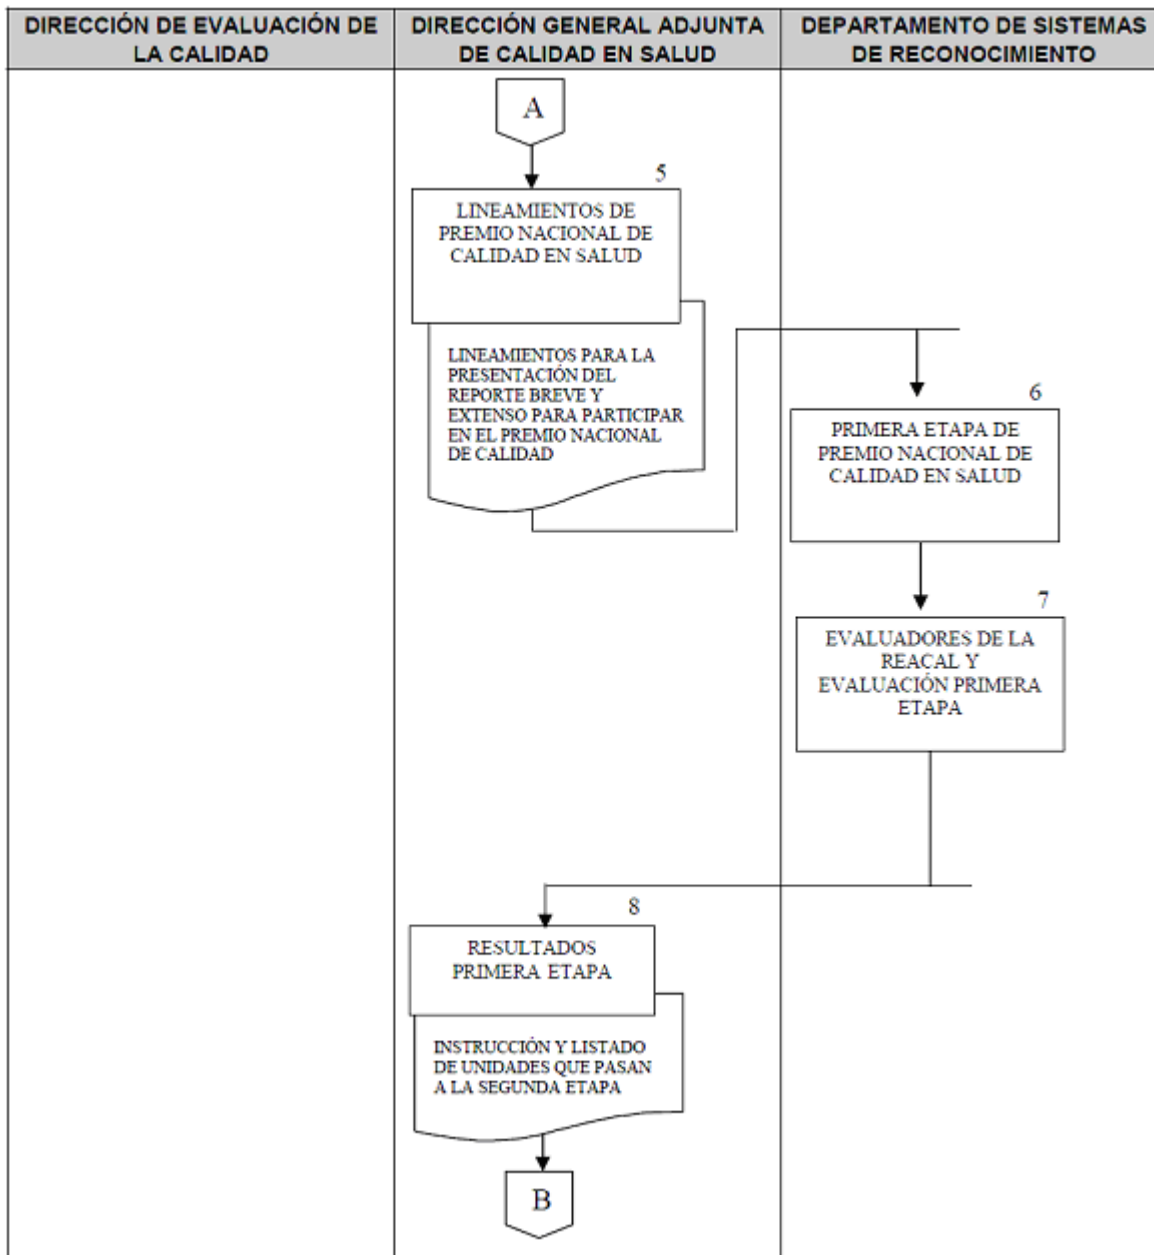 DIRECCIÓN DE EVALUACIÓN DE
LA CALIDAD
DIRECCIÓN GENERAL ADJUNTA
DE CALIDAD EN SALUD
DEPARTAMENTO DE SISTEMAS
DE RECONOCIMIENTO
A
5
LINEAMIENTOS DE
PREMIO NACIONAL DE
CALIDAD EN SALUD
LINEAMIENTOS PARA LA
PRESENTACIÓN DEL
REPORTE BREVE Y
EXTENSO PARA PARTICIPAR
EN EL PREMIO NACIONAL
DE CALIDAD
6
PRIMERA ETAPA DE
PREMIO NACIONAL DE
CALIDAD EN SALUD
7
EVALUADORES DE LA
REACAL Y
EVALUACIÓN PRIMERA
ETAPA
8
RESULTADOS
PRIMERA ETAPA
INSTRUCCIÓN Y LISTADO
DE UNIDADES QUE PASAN
A LA SEGUNDA ETAPA
B